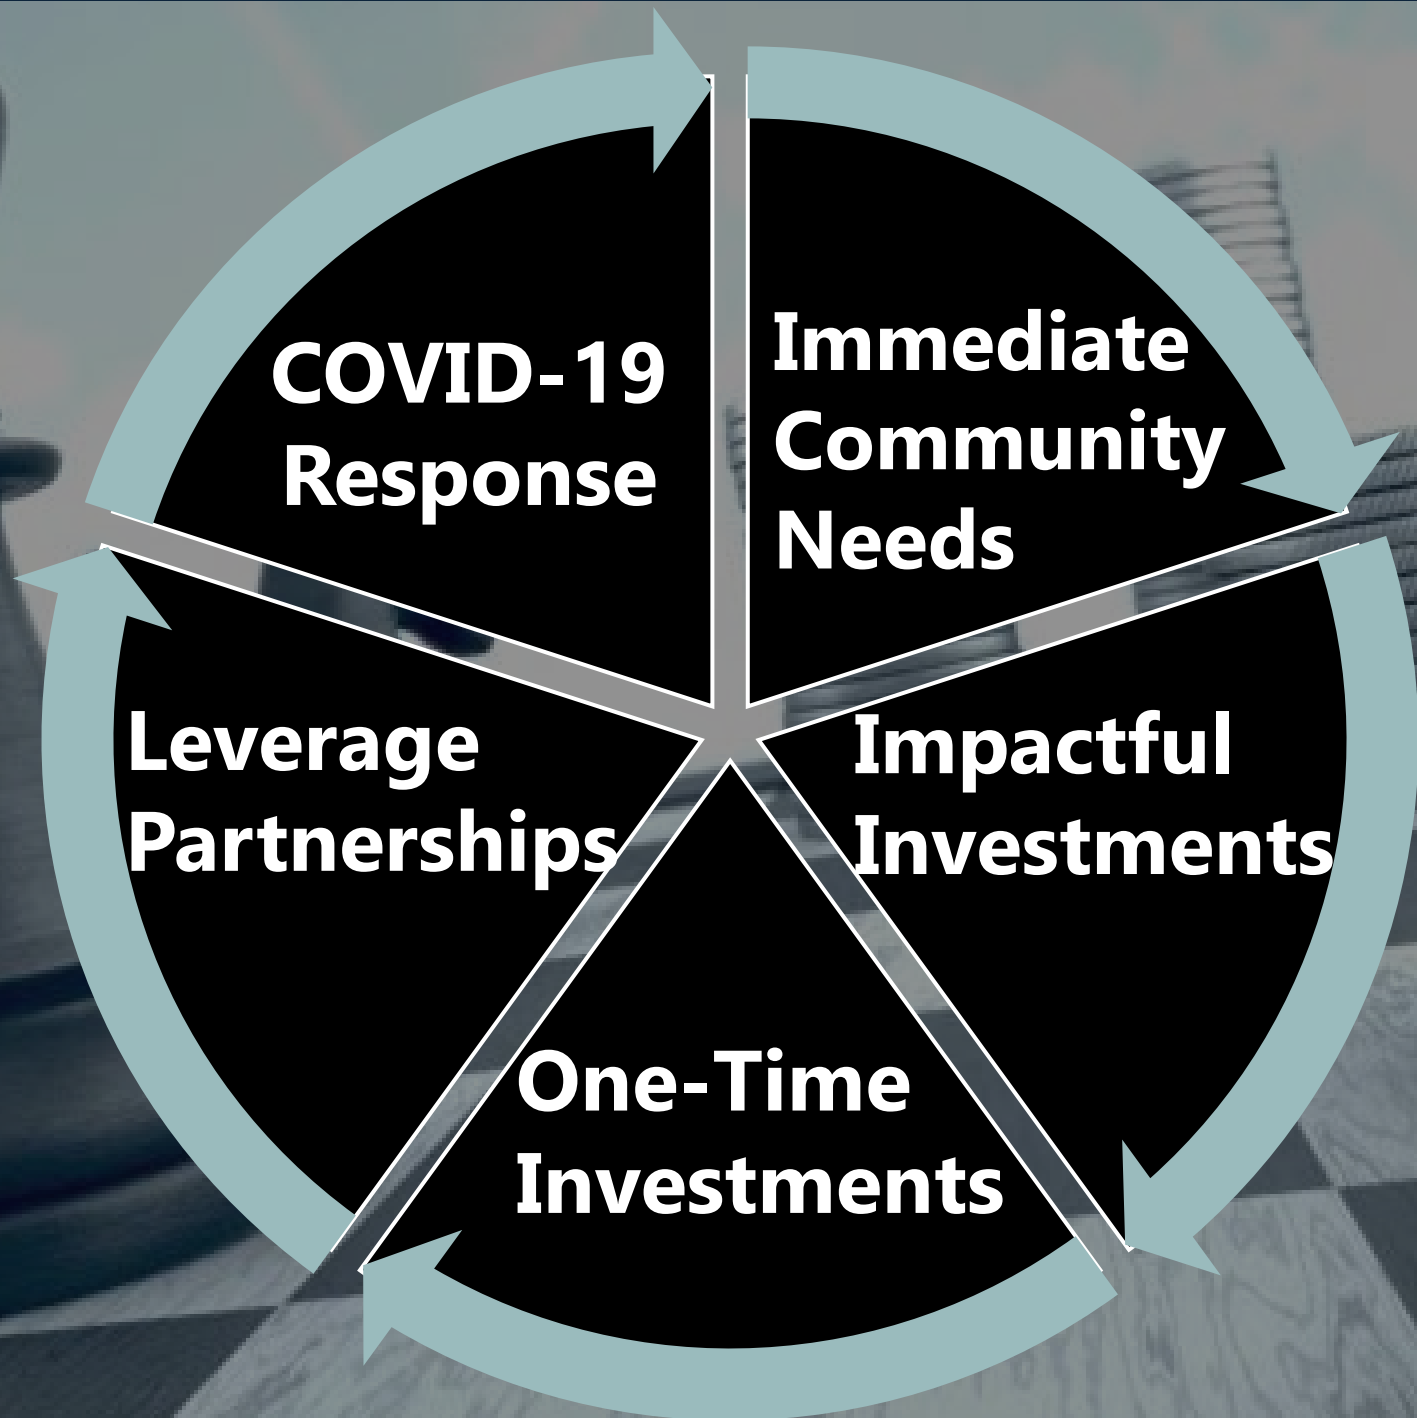 COVID-19
Response
Immediate
Community
Needs
Impactful
Investments
One-Time
Investments
Leverage
Partnerships